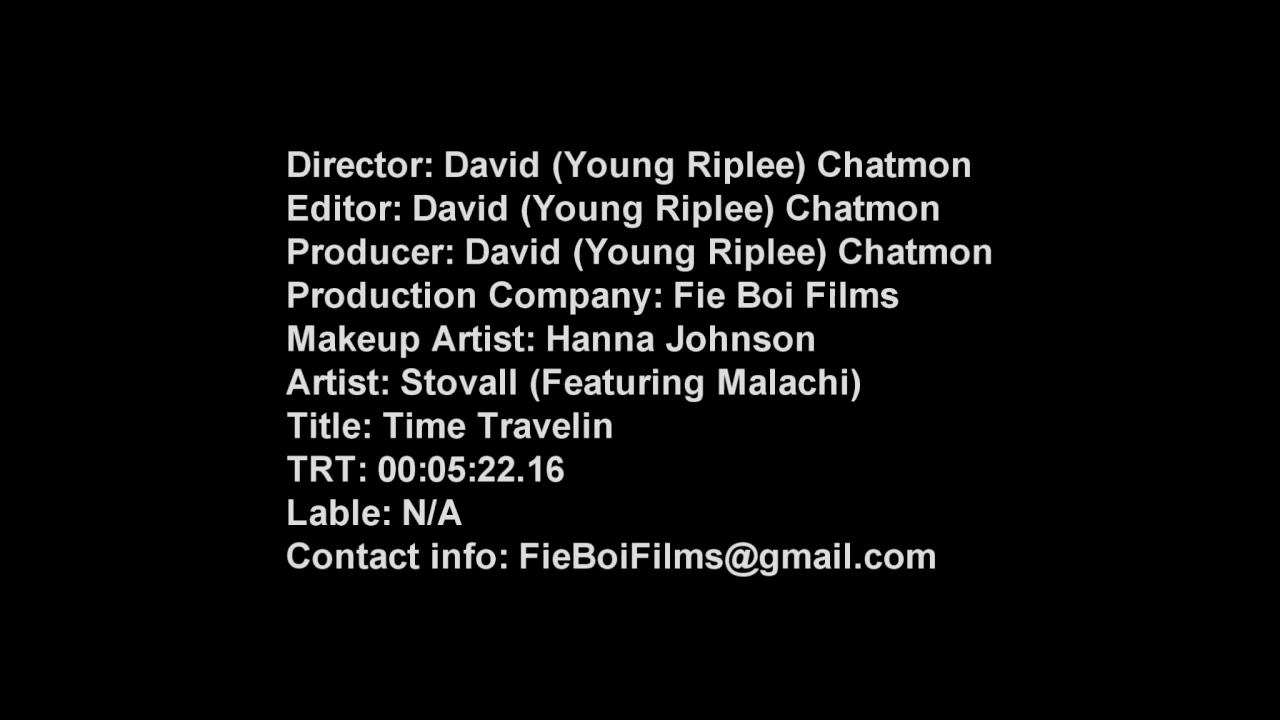 Director: David (Young Riplee) Chatmon
Editor: David (Young Riplee) Chatmon
Producer: David (Young Riplee) Chatmon
Production Company: Fie Boi Films
Makeup Artist: Hanna Johnson
Artist: Stovall (Featuring Malachi)
Title: Time Travelin
TRT: 00:05:22.16
Lable: N/A
Contact info: FieBoiFilms@gmail.com